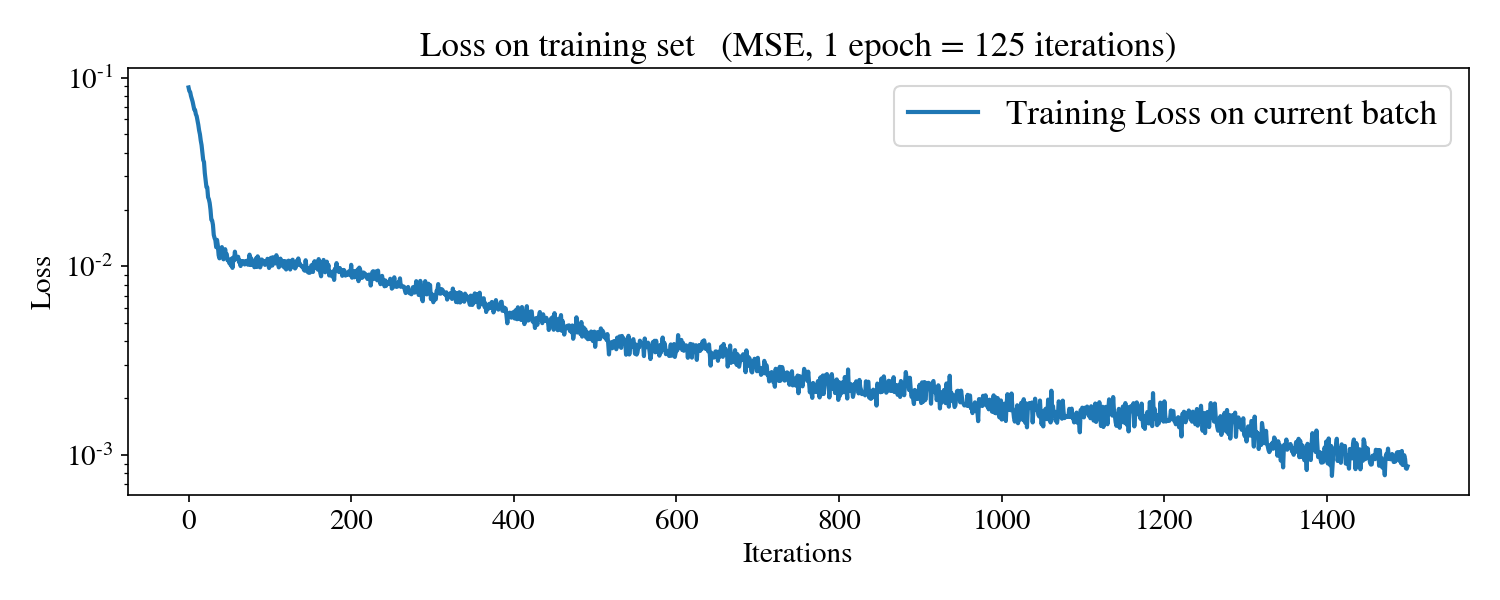 Loss on training set (MSE, 1 epoch = 125 iterations)
Training Loss on current batch
10-1
10-2
10-3
Loss
0 200 400 600 800 1000 1200 1400
Iterations